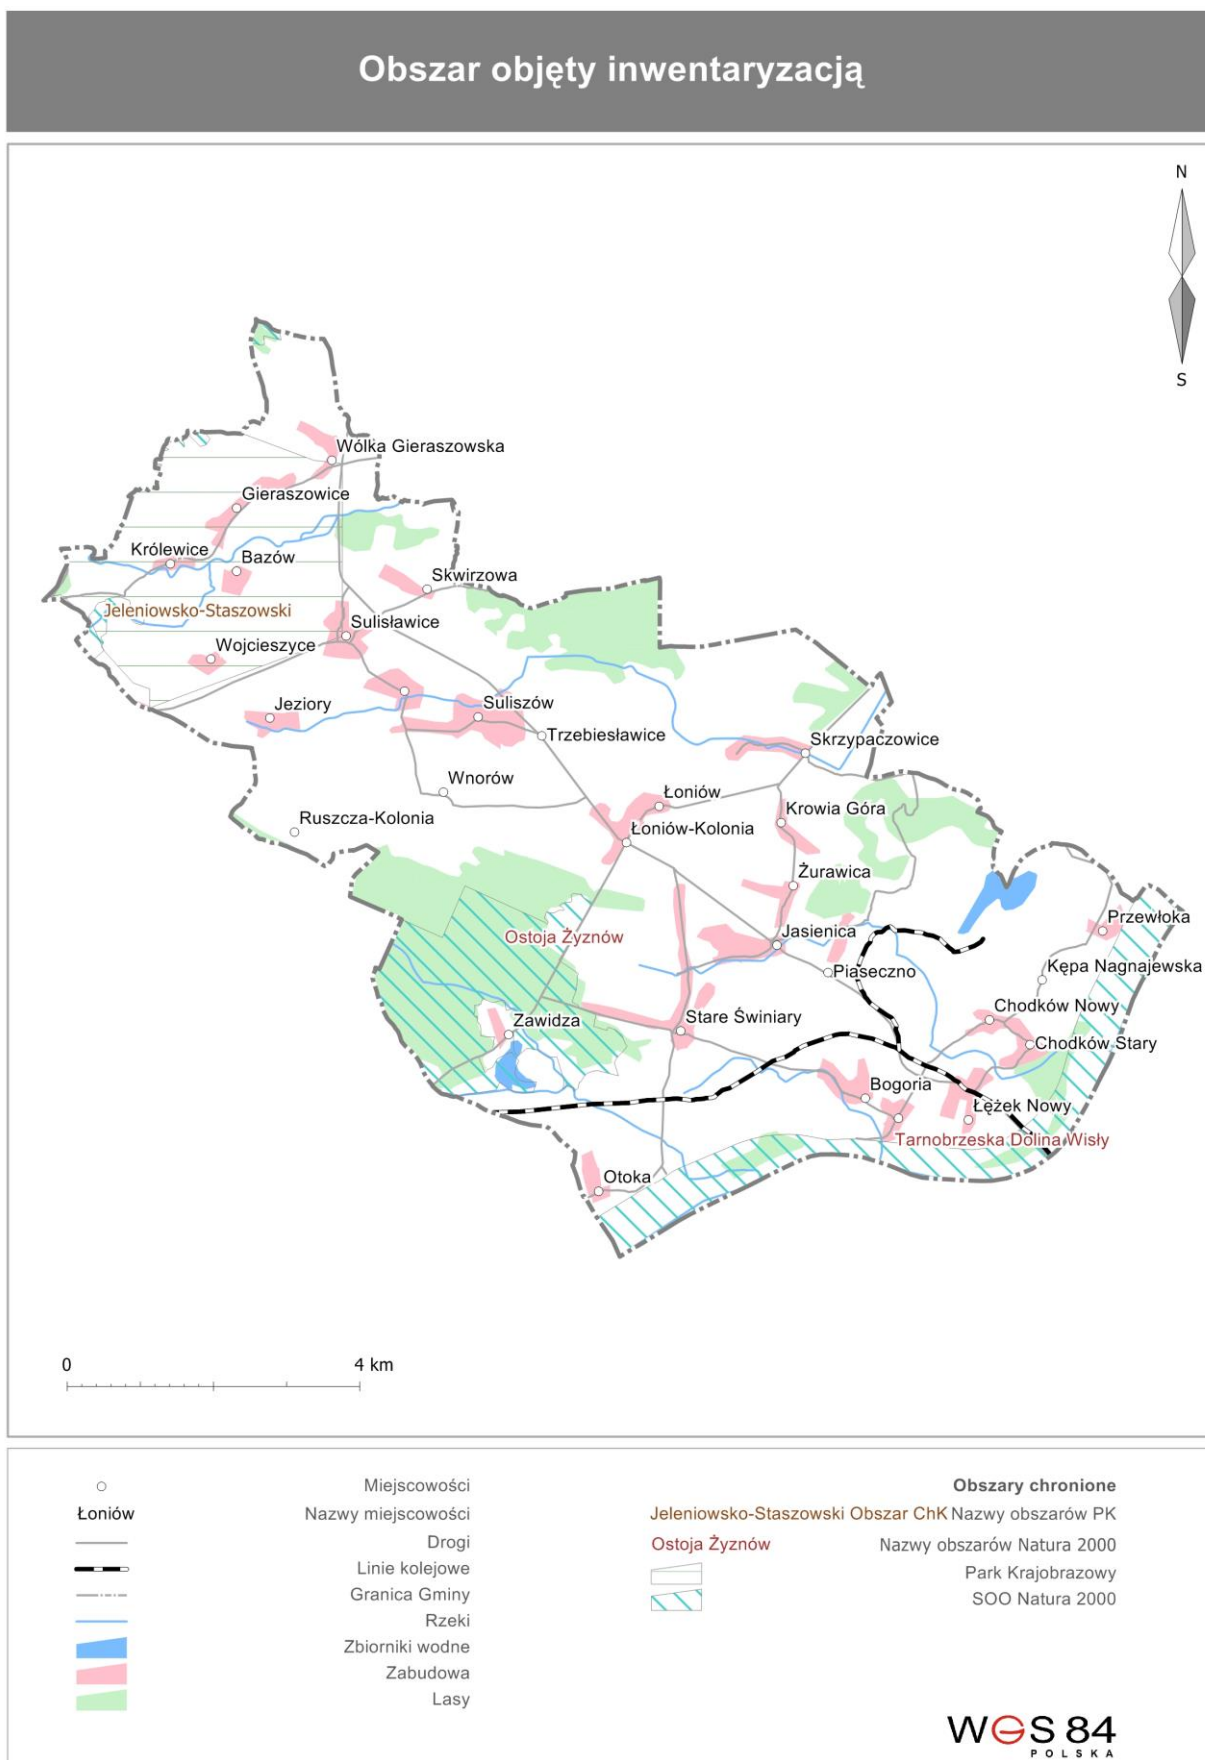 Obszar objęty inwentaryzacją
N
S
Wólka Gieraszowska
Gieraszowice
Królewice
Bazów
Skwirzowa
Jeleniowsko-Staszowski
Sulisławice
Wojcieszyce
Jeziory
Suliszów
Trzebiesławice
Skrzypaczowice
Wnorów
Łoniów
Krowia Góra
Ruszcza-Kolonia
Łoniów-Kolonia
Żurawica
Przewłoka
Ostoja Żyznów
Jasienica
Piaseczno
Kępa Nagnajewska
Chodków Nowy
Zawidza
Stare Świniary
Chodków Stary
Bogoria
Łężek Nowy
Tarnobrzeska Dolina Wisły
Otoka
0 4 km
Miejscowości
Łoniów Nazwy miejscowości
Drogi
Linie kolejowe
Granica Gminy
Rzeki
Zbiorniki wodne
Zabudowa
Lasy
Obszary chronione
Jeleniowsko-Staszowski Obszar ChK Nazwy obszarów PK
Ostoja Żyznów Nazwy obszarów Natura 2000
Park Krajobrazowy
SOO Natura 2000
WGS 84
POLSKA